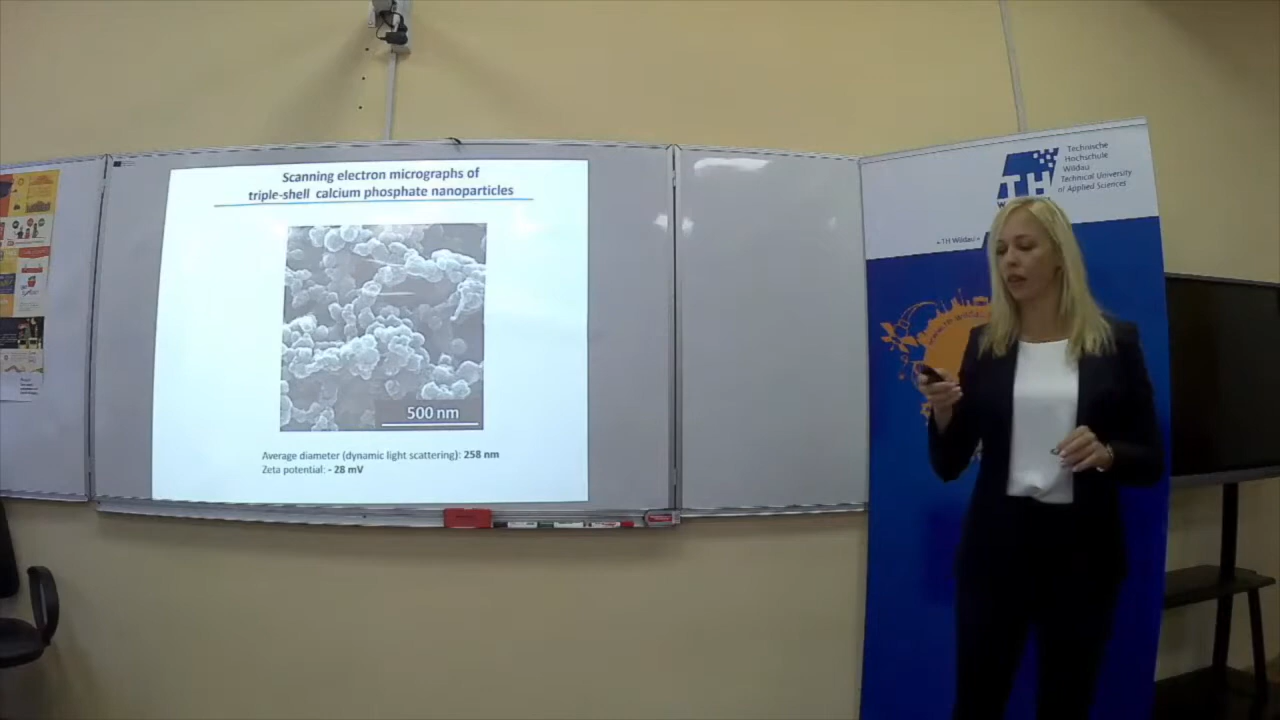 Scanning electron micrographs of
triple-shell calcium phosphate nanoparticles
500 nm
Average diameter (dynamic light scattering): 258 nm
Zeta potential: - 28 mV
Technische
Hochschule
Wildau
Technical University
of Applied Sciences
TH
TH Wildau